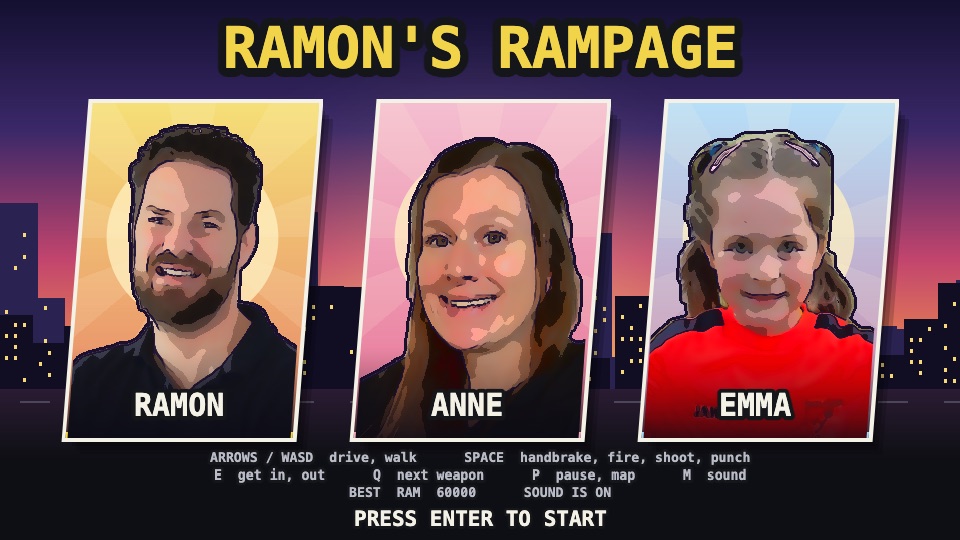 RAMON'S RAMPAGE
RAMON
ANNE
EMMA
ARROWS / WASD drive, walk SPACE handbrake, fire, shoot, punch
E get in, out Q next weapon P pause, map M sound
BEST RAM 60000 SOUND IS ON
PRESS ENTER TO START